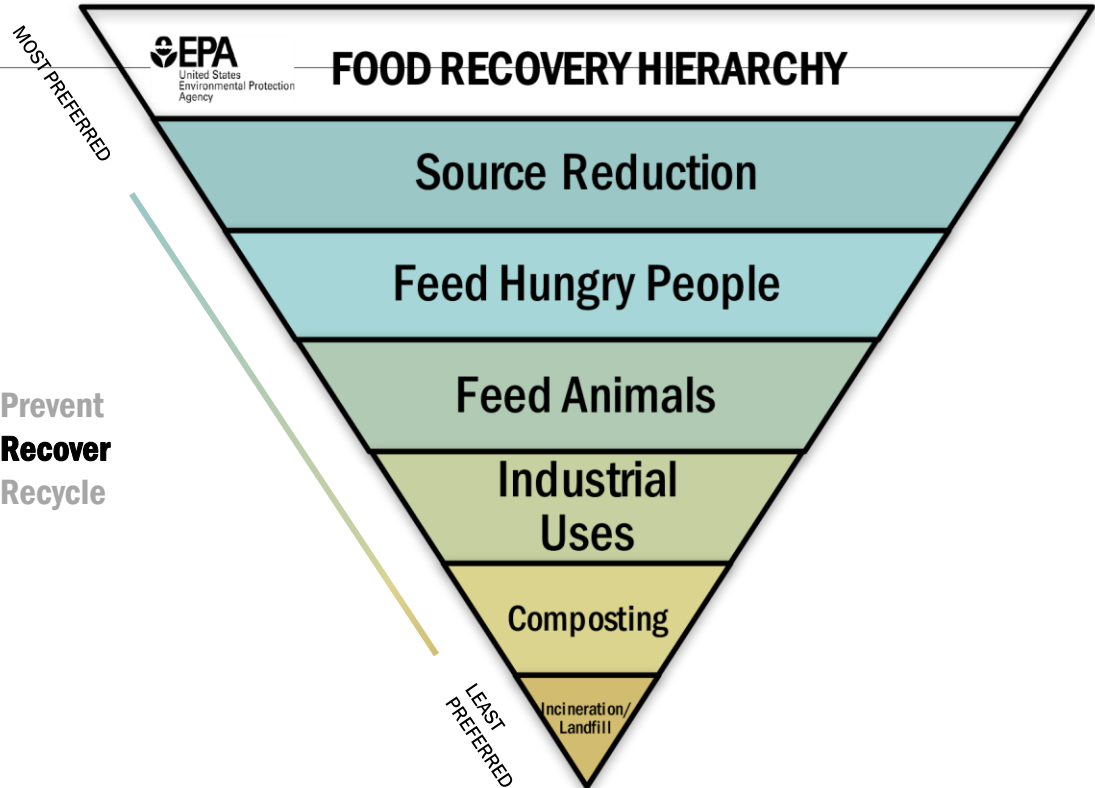 MOST PREFERRED
EPA
United States
Environmental Protection
Agency
FOOD RECOVERY HIERARCHY
Source Reduction
Feed Hungry People
Feed Animals
Industrial
Uses
Composting
Incineration/
Landfill
Prevent
Recover
Recycle
LEAST
PREFERRED